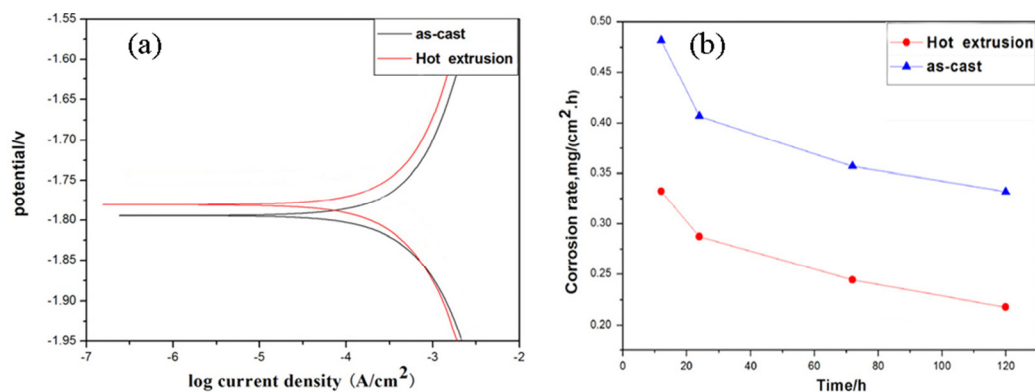 (a)
as-cast
Hot extrusion
-1.55
-1.60
-1.65
-1.70
-1.75
-1.80
-1.85
-1.90
-1.95
potential/v
-7 -6 -5 -4 -3 -2
log current density (A/cm²)
(b)
Hot extrusion
as-cast
0.50
0.45
0.40
0.35
0.30
0.25
0.20
Corrosion rate,mg/(cm².h)
0 20 40 60 80 100 120
Time/h